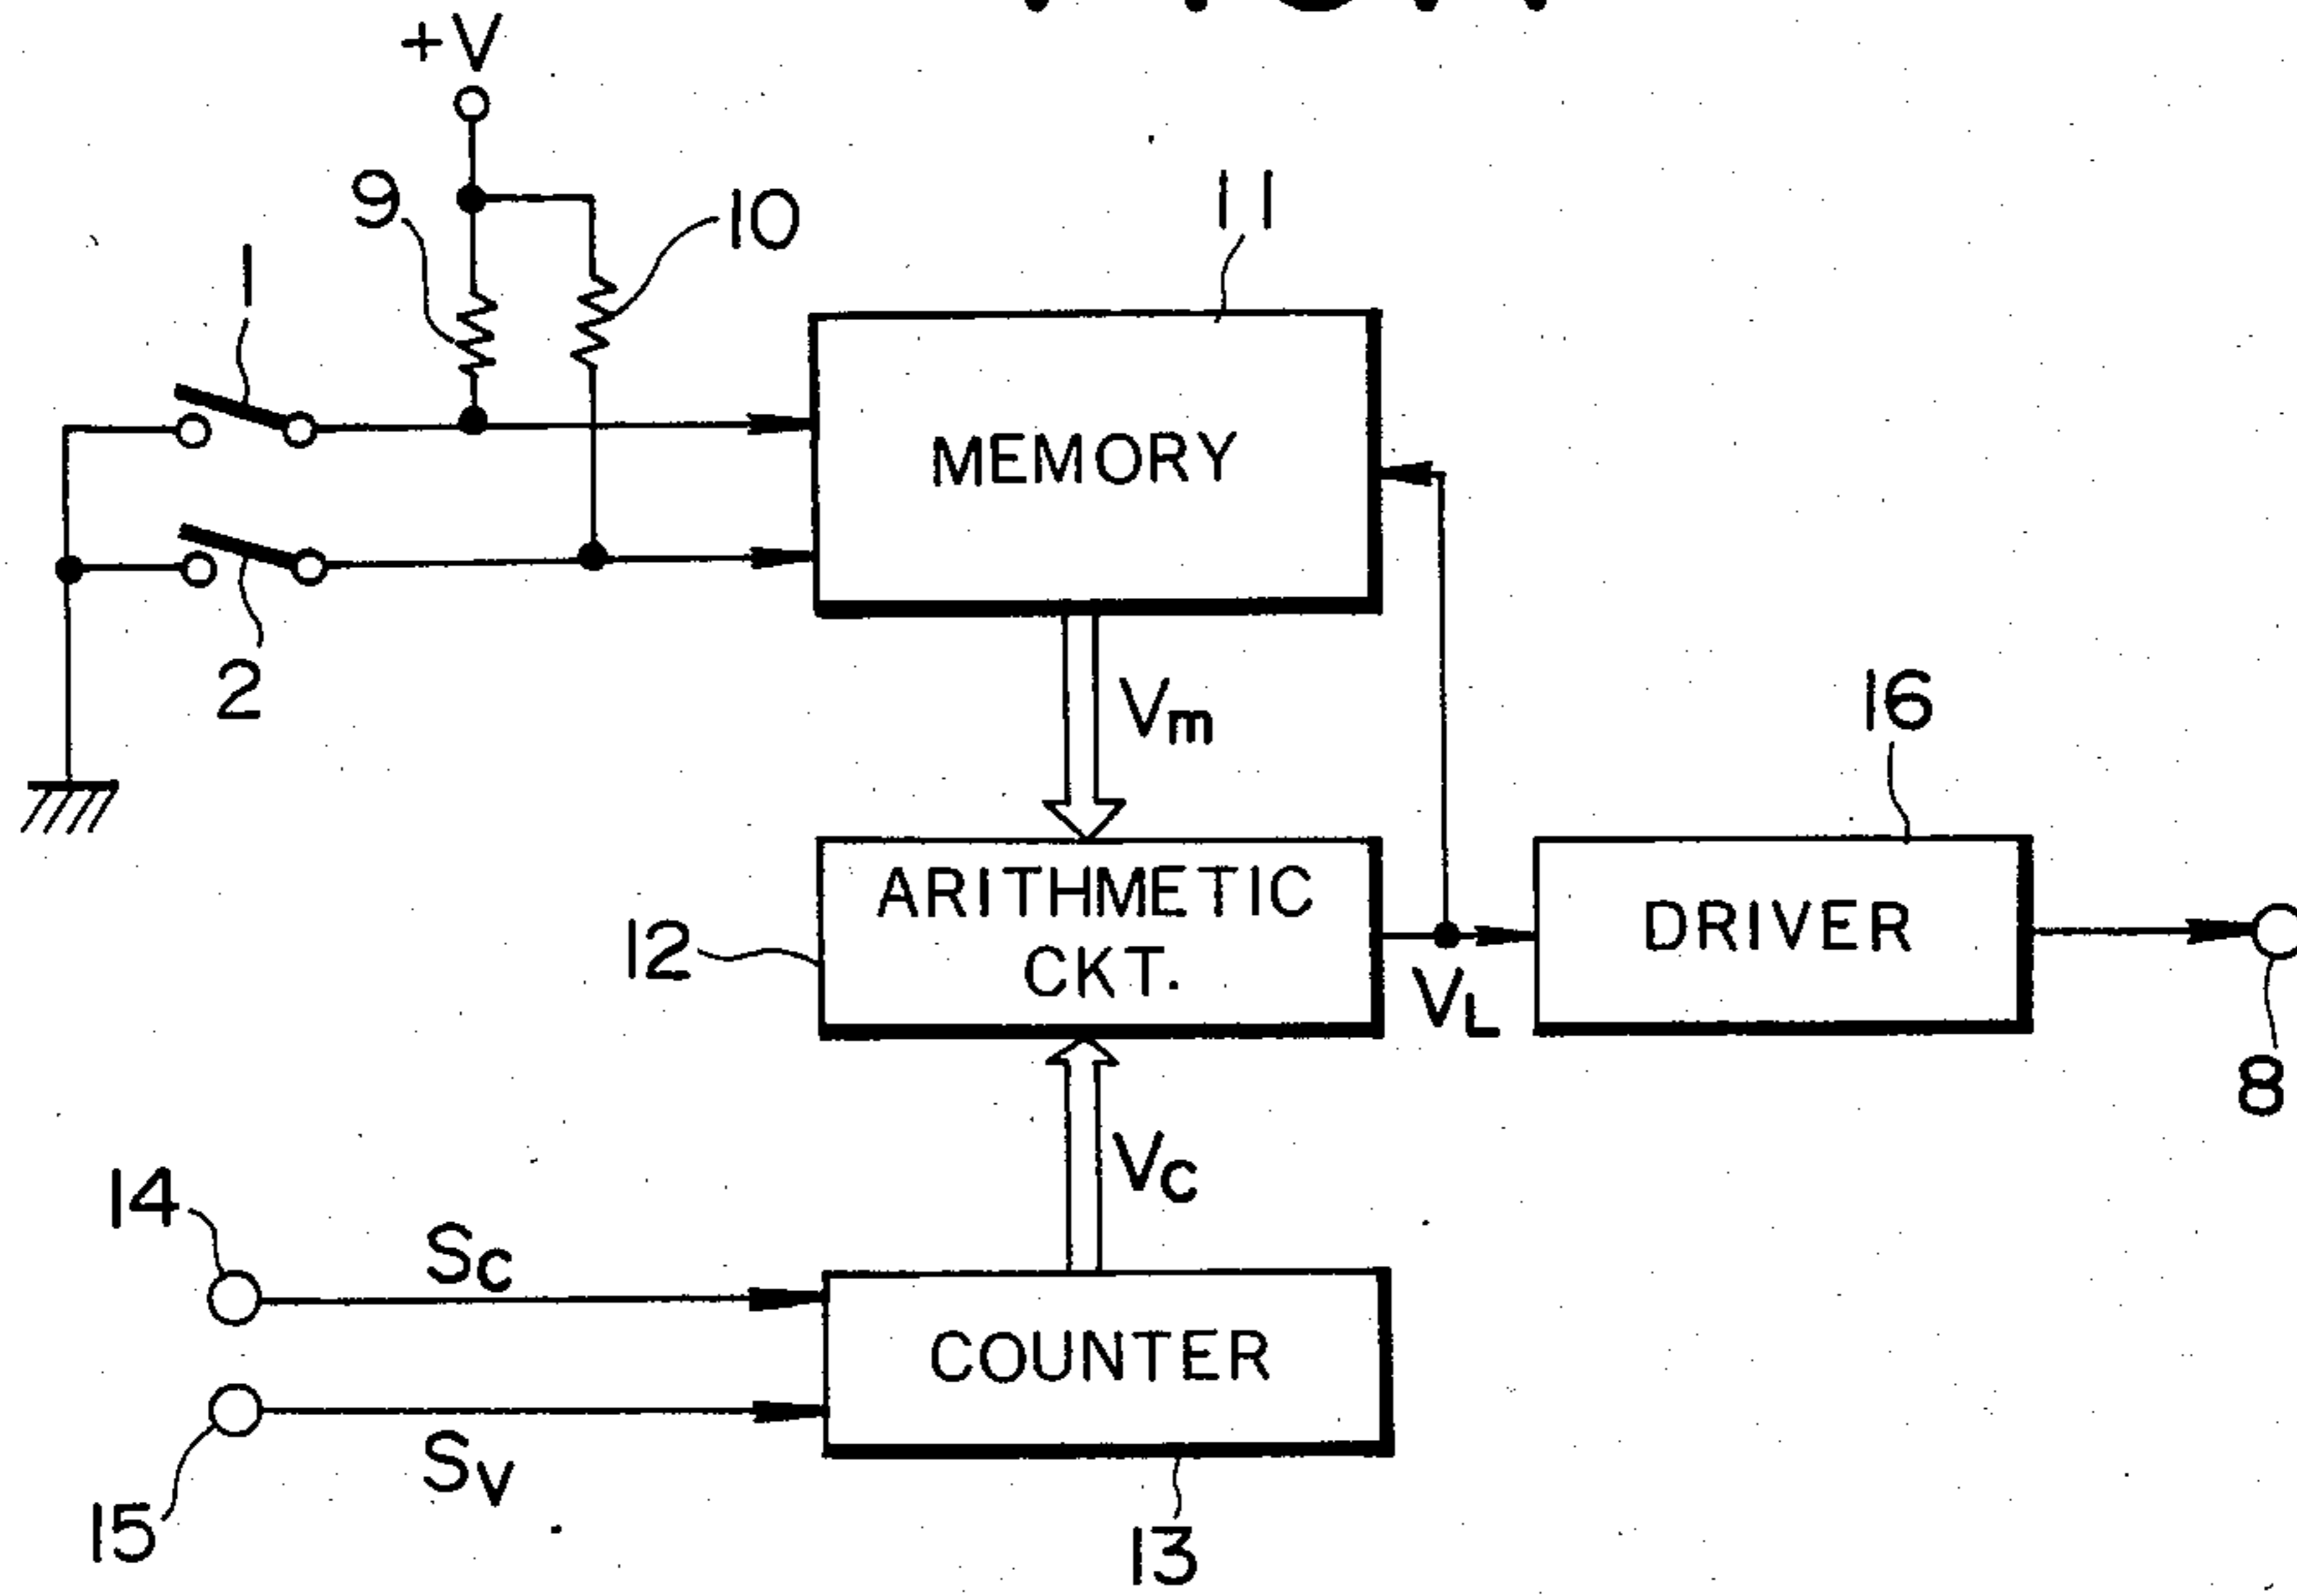 +V
9
10
11
1
MEMORY
2
Vm
16
ARITHMETIC
CKT.
DRIVER
12
VL
8
VC
14
SC
COUNTER
SV
15
13